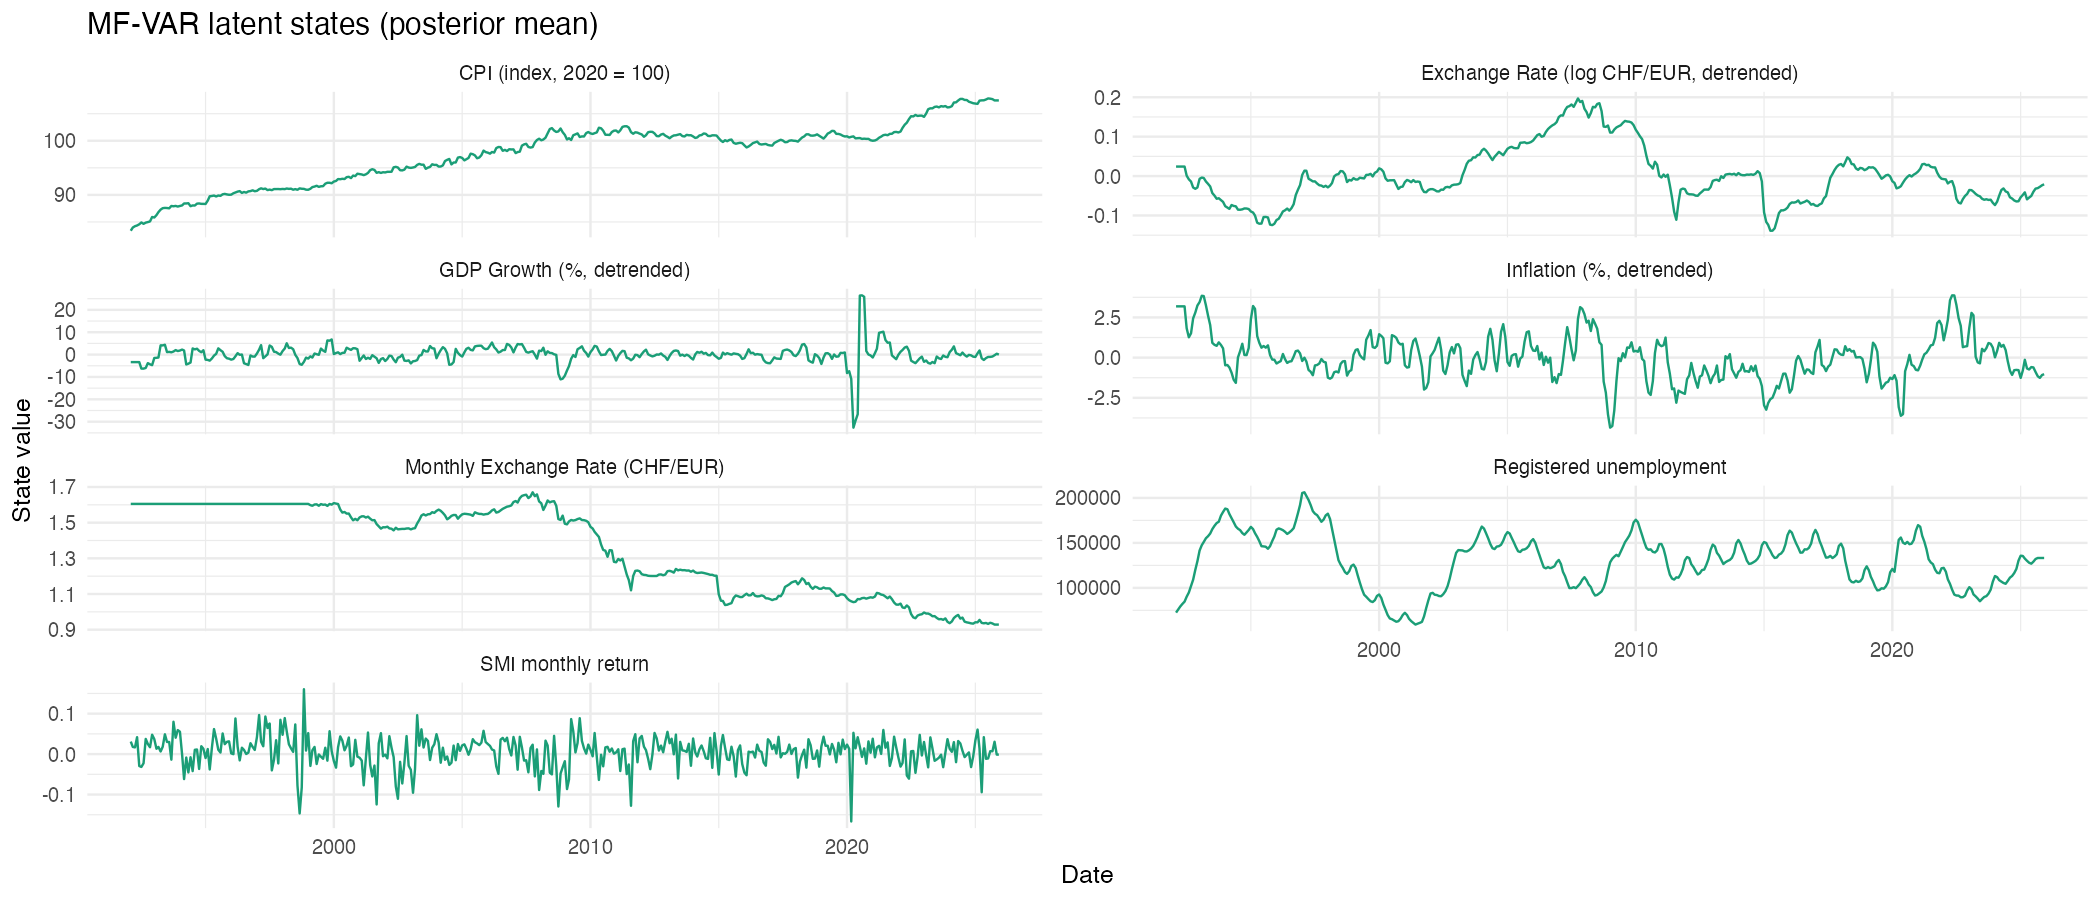 MF-VAR latent states (posterior mean)
CPI (index, 2020 = 100)
100
90
Exchange Rate (log CHF/EUR, detrended)
0.2
0.1
0.0
-0.1
GDP Growth (%, detrended)
20
10
0
-10
-20
-30
Inflation (%, detrended)
2.5
0.0
-2.5
Monthly Exchange Rate (CHF/EUR)
1.7
1.5
1.3
1.1
0.9
Registered unemployment
200000
150000
100000
2000 2010 2020
SMI monthly return
0.1
0.0
-0.1
2000 2010 2020
State value
Date